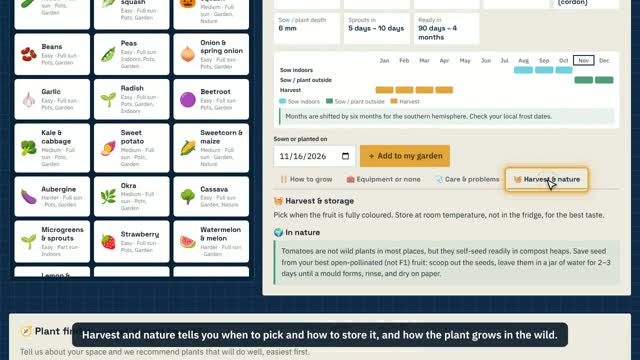 squash
Easy · Full sun ·
Medium · Full
sun · Garden
Medium · Full
sun · Garden,
Nature
(cordon)
Sow / plant depth
6 mm
Sprouts in
5 days – 10 days
Ready in
90 days – 4
months
Beans
Easy · Full sun ·
Pots, Garden
Peas
Easy · Full sun
Indoors, Pots,
Garden
Onion &
spring onion
Easy · Full sun ·
Pots, Garden
Garlic
Easy · Full sun ·
Pots, Garden
Radish
Easy · Full sun ·
Indoors, Pots,
Garden
Beetroot
Easy · Full sun ·
Pots, Garden
Kale &
cabbage
Medium · Full
sun · Pots,
Garden
Sweet
potato
Medium · Full
sun · Pots,
Garden
Sweetcorn &
maize
Medium · Full
sun · Garden
Aubergine
Harder · Full sun
· Pots, Garden
Okra
Medium · Full
sun · Pots,
Garden
Cassava
Easy · Full sun ·
Garden
Microgreens
& sprouts
Easy · Part sun ·
Indoors
Strawberry
Easy · Full sun ·
Pots, Garden
Watermelon
& melon
Harder · Full sun
· Garden
Lemon &
Jan Feb Mar Apr May Jun Jul Aug Sep Oct Nov Dec
Sow indoors
Sow / plant outside
Harvest
Sow indoors Sow / plant outside Harvest
Months are shifted by six months for the southern hemisphere. Check your local frost dates.
Sown or planted on
11/16/2026
+ Add to my garden
How to grow
Equipment or none
Care & problems
Harvest & nature
Harvest & storage
Pick when the fruit is fully coloured. Store at room temperature, not in the fridge, for the best taste.
In nature
Tomatoes are not wild plants in most places, but they self-seed readily in compost heaps. Save seed
from your best open-pollinated (not F1) fruit: scoop out the seeds, leave them in a jar of water for 2–3
days until a mould forms, rinse, and dry on paper.
Plant
Harvest and nature tells you when to pick and how to store it, and how the plant grows in the wild.
Tell us about your space and we recommend plants that will do well, easiest first.